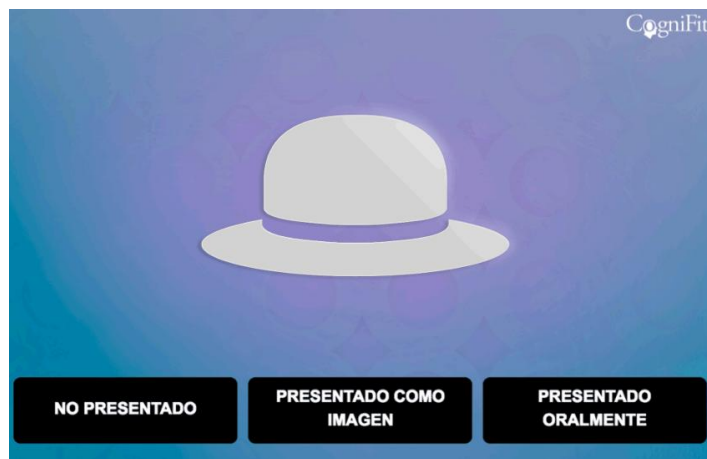 CogniFit
NO PRESENTADO
PRESENTADO COMO
IMAGEN
PRESENTADO
ORALMENTE